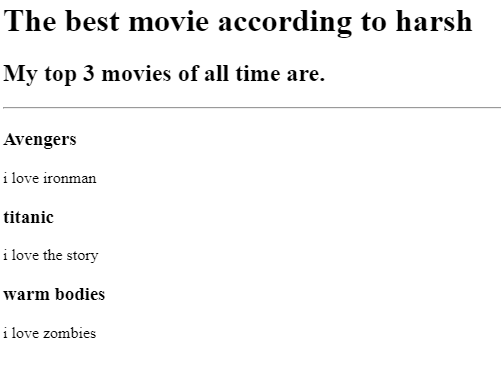 The best movie according to harsh
My top 3 movies of all time are.
Avengers
i love ironman
titanic
i love the story
warm bodies
i love zombies